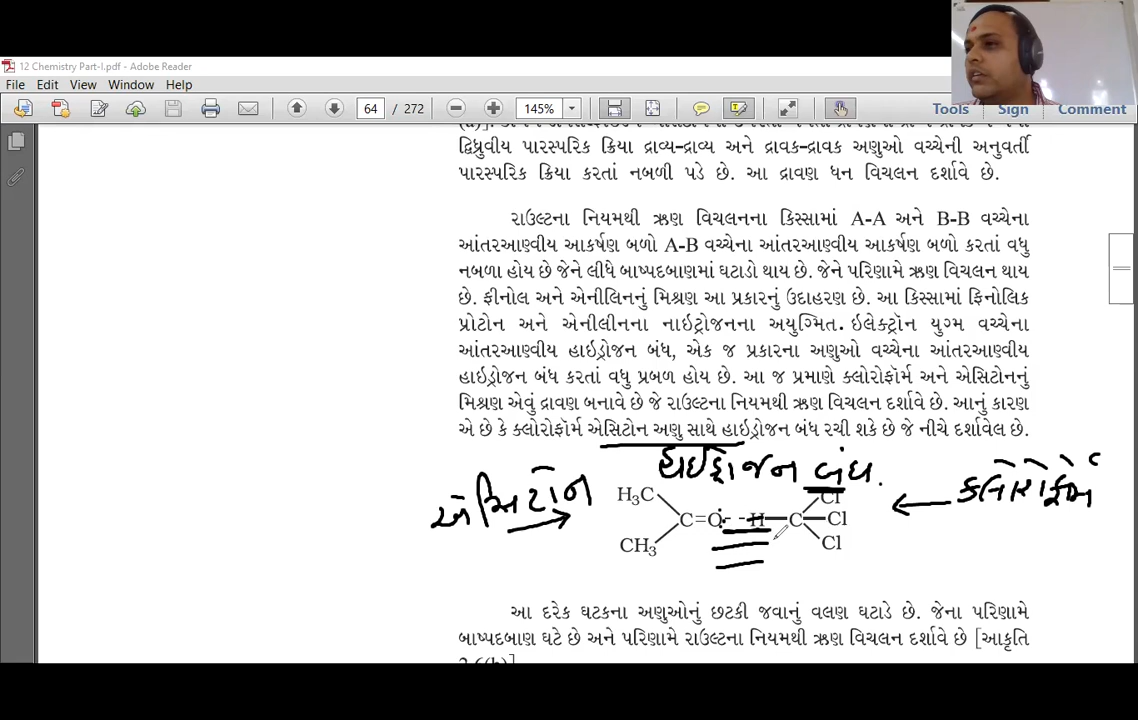 12 Chemistry Part-I.pdf - Adobe Reader
File Edit View Window Help
64 / 272 145% Tools Sign Comment
દ્વિધ્રુવીય પારસ્પરિક ક્રિયા દ્રાવ્ય-દ્રાવ્ય અને દ્રાવક-દ્રાવક અણુઓ વચ્ચેની અનુવર્તી
પારસ્પરિક ક્રિયા કરતાં નબળી પડે છે. આ દ્રાવણ ધન વિચલન દર્શાવે છે.
રાઉલ્ટના નિયમથી ઋણ વિચલનના કિસ્સામાં A-A અને B-B વચ્ચેના
આંતરઆણ્વીય આકર્ષણ બળો A-B વચ્ચેના આંતરઆણ્વીય આકર્ષણ બળો કરતાં વધુ
નબળા હોય છે જેને લીધે બાષ્પદબાણમાં ઘટાડો થાય છે. જેને પરિણામે ઋણ વિચલન થાય
છે. ફીનોલ અને એનીલિનનું મિશ્રણ આ પ્રકારનું ઉદાહરણ છે. આ કિસ્સામાં ફિનોલિક
પ્રોટોન અને એનીલીનના નાઇટ્રોજનના અયુગ્મિત. ઇલેક્ટ્રૉન યુગ્મ વચ્ચેના
આંતરઆણ્વીય હાઇડ્રોજન બંધ, એક જ પ્રકારના અણુઓ વચ્ચેના આંતરઆણ્વીય
હાઇડ્રોજન બંધ કરતાં વધુ પ્રબળ હોય છે. આ જ પ્રમાણે ક્લોરોફૉર્મ અને એસિટોનનું
મિશ્રણ એવું દ્રાવણ બનાવે છે જે રાઉલ્ટના નિયમથી ઋણ વિચલન દર્શાવે છે. આનું કારણ
એ છે કે ક્લોરોફૉર્મ એસિટોન અણુ સાથે હાઇડ્રોજન બંધ રચી શકે છે જે નીચે દર્શાવેલ છે.
હાઈડ્રોજન બંધ.
એસિટોન H₃C Cl ક્લોરોફોર્મ
C=O: -- H—C—Cl
CH₃ Cl
આ દરેક ઘટકના અણુઓનું છટકી જવાનું વલણ ઘટાડે છે. જેના પરિણામે
બાષ્પદબાણ ઘટે છે અને પરિણામે રાઉલ્ટના નિયમથી ઋણ વિચલન દર્શાવે છે [આકૃતિ